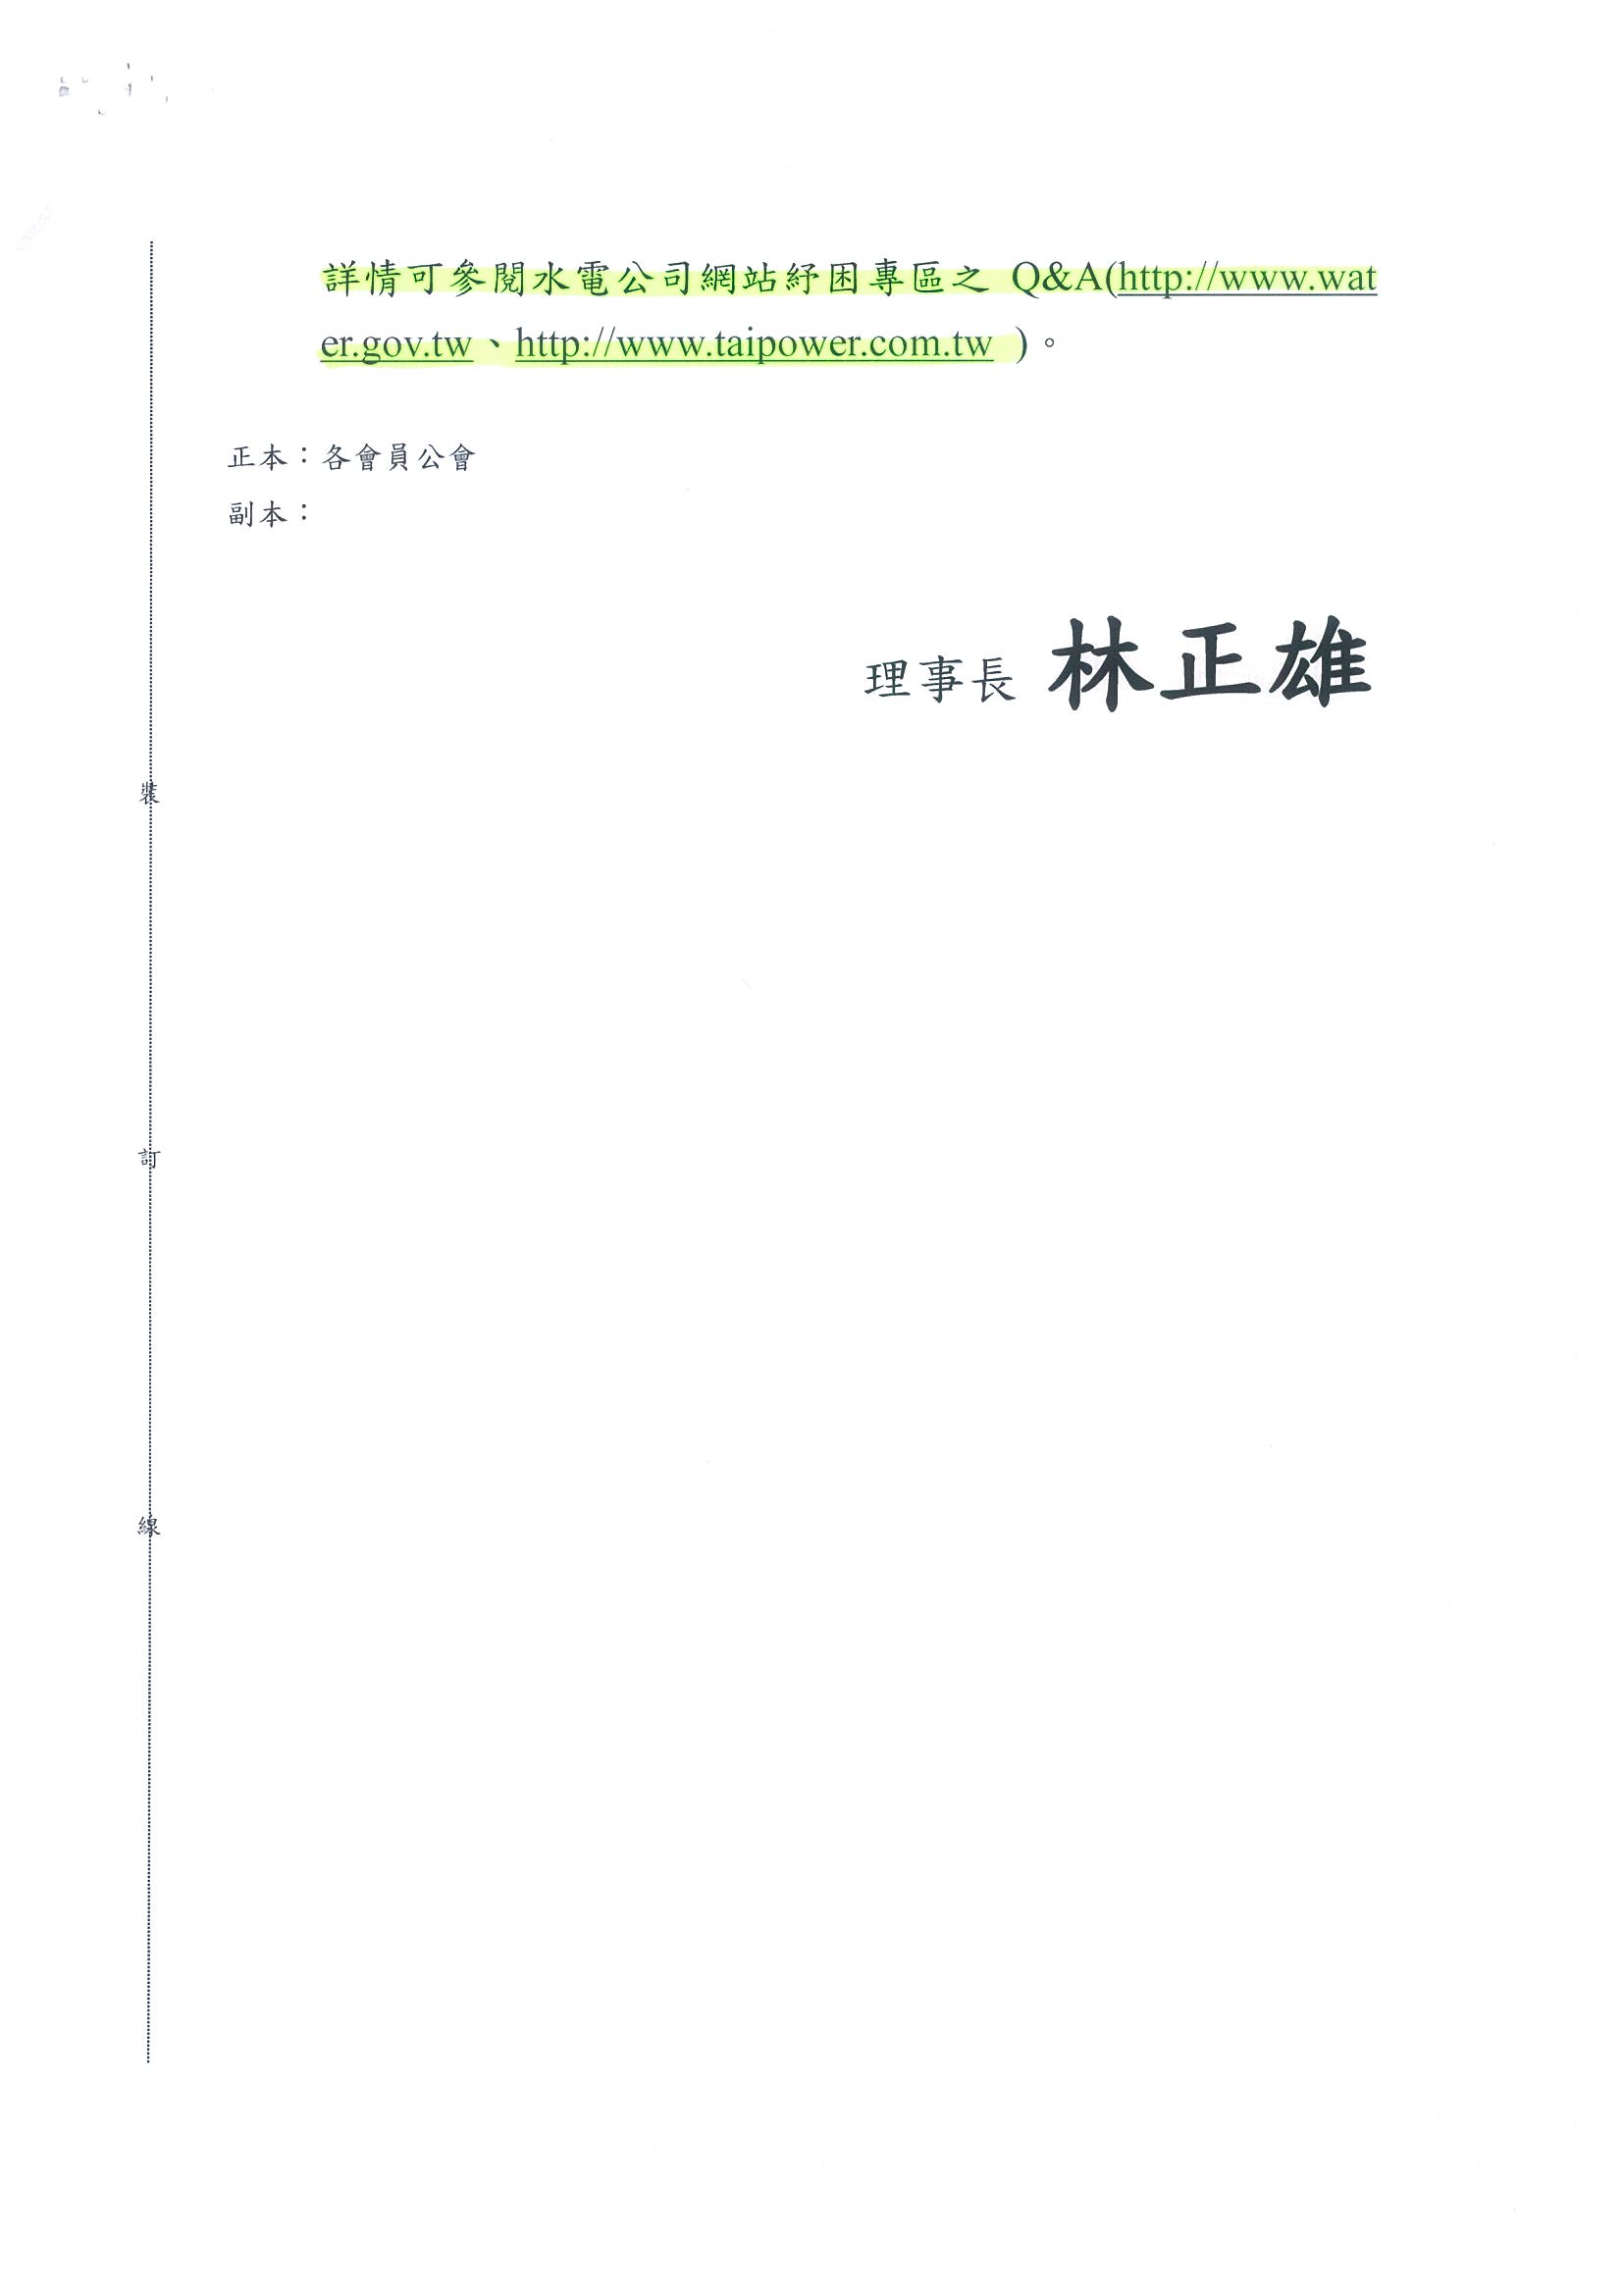 詳情可參閱水電公司網站紓困專區之 Q&A(http://www.wat
er.gov.tw、http://www.taipower.com.tw )。
正本：各會員公會
副本：
理事長 林正雄
裝
訂
線